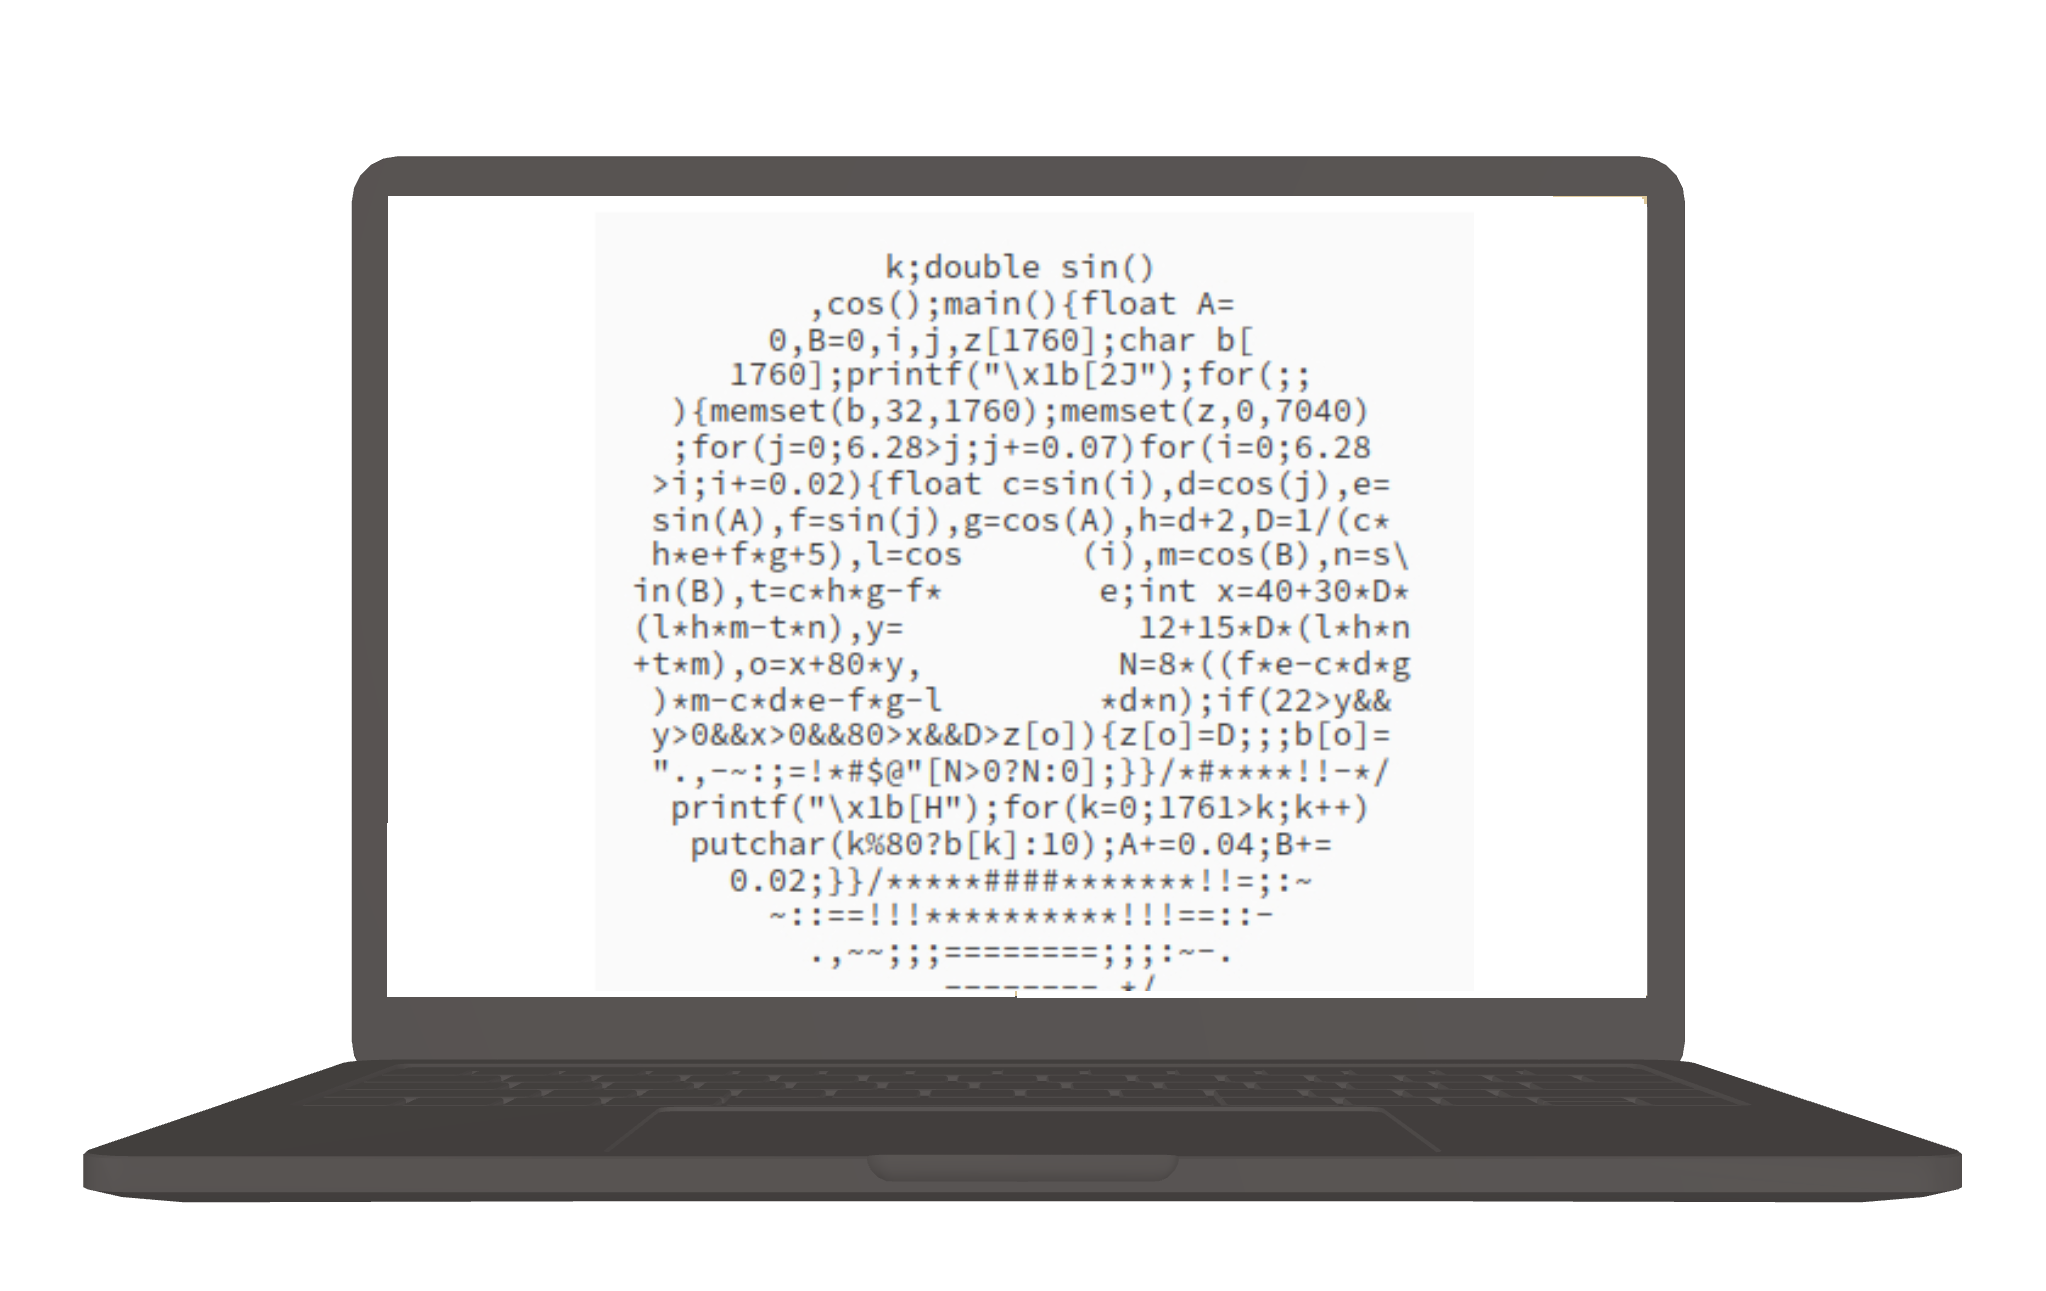 k;double sin()
,cos();main(){float A=
0,B=0,i,j,z[1760];char b[
1760];printf("\x1b[2J");for(;;
){memset(b,32,1760);memset(z,0,7040)
;for(j=0;6.28>j;j+=0.07)for(i=0;6.28
>i;i+=0.02){float c=sin(i),d=cos(j),e=
sin(A),f=sin(j),g=cos(A),h=d+2,D=1/(c*
h*e+f*g+5),l=cos (i),m=cos(B),n=s\
in(B),t=c*h*g-f* e;int x=40+30*D*
(l*h*m-t*n),y= 12+15*D*(l*h*n
+t*m),o=x+80*y, N=8*((f*e-c*d*g
)*m-c*d*e-f*g-l *d*n);if(22>y&&
y>0&&x>0&&80>x&&D>z[o]){z[o]=D;;;b[o]=
".,-~:;=!*#$@"[N>0?N:0];}}/*#****!!-*/
printf("\x1b[H");for(k=0;1761>k;k++)
putchar(k%80?b[k]:10);A+=0.04;B+=
0.02;}}/*****####*******!!=;:~
~::==!!!**********!!!==::-
.,~~;;;========;;;:~-.
-------- */